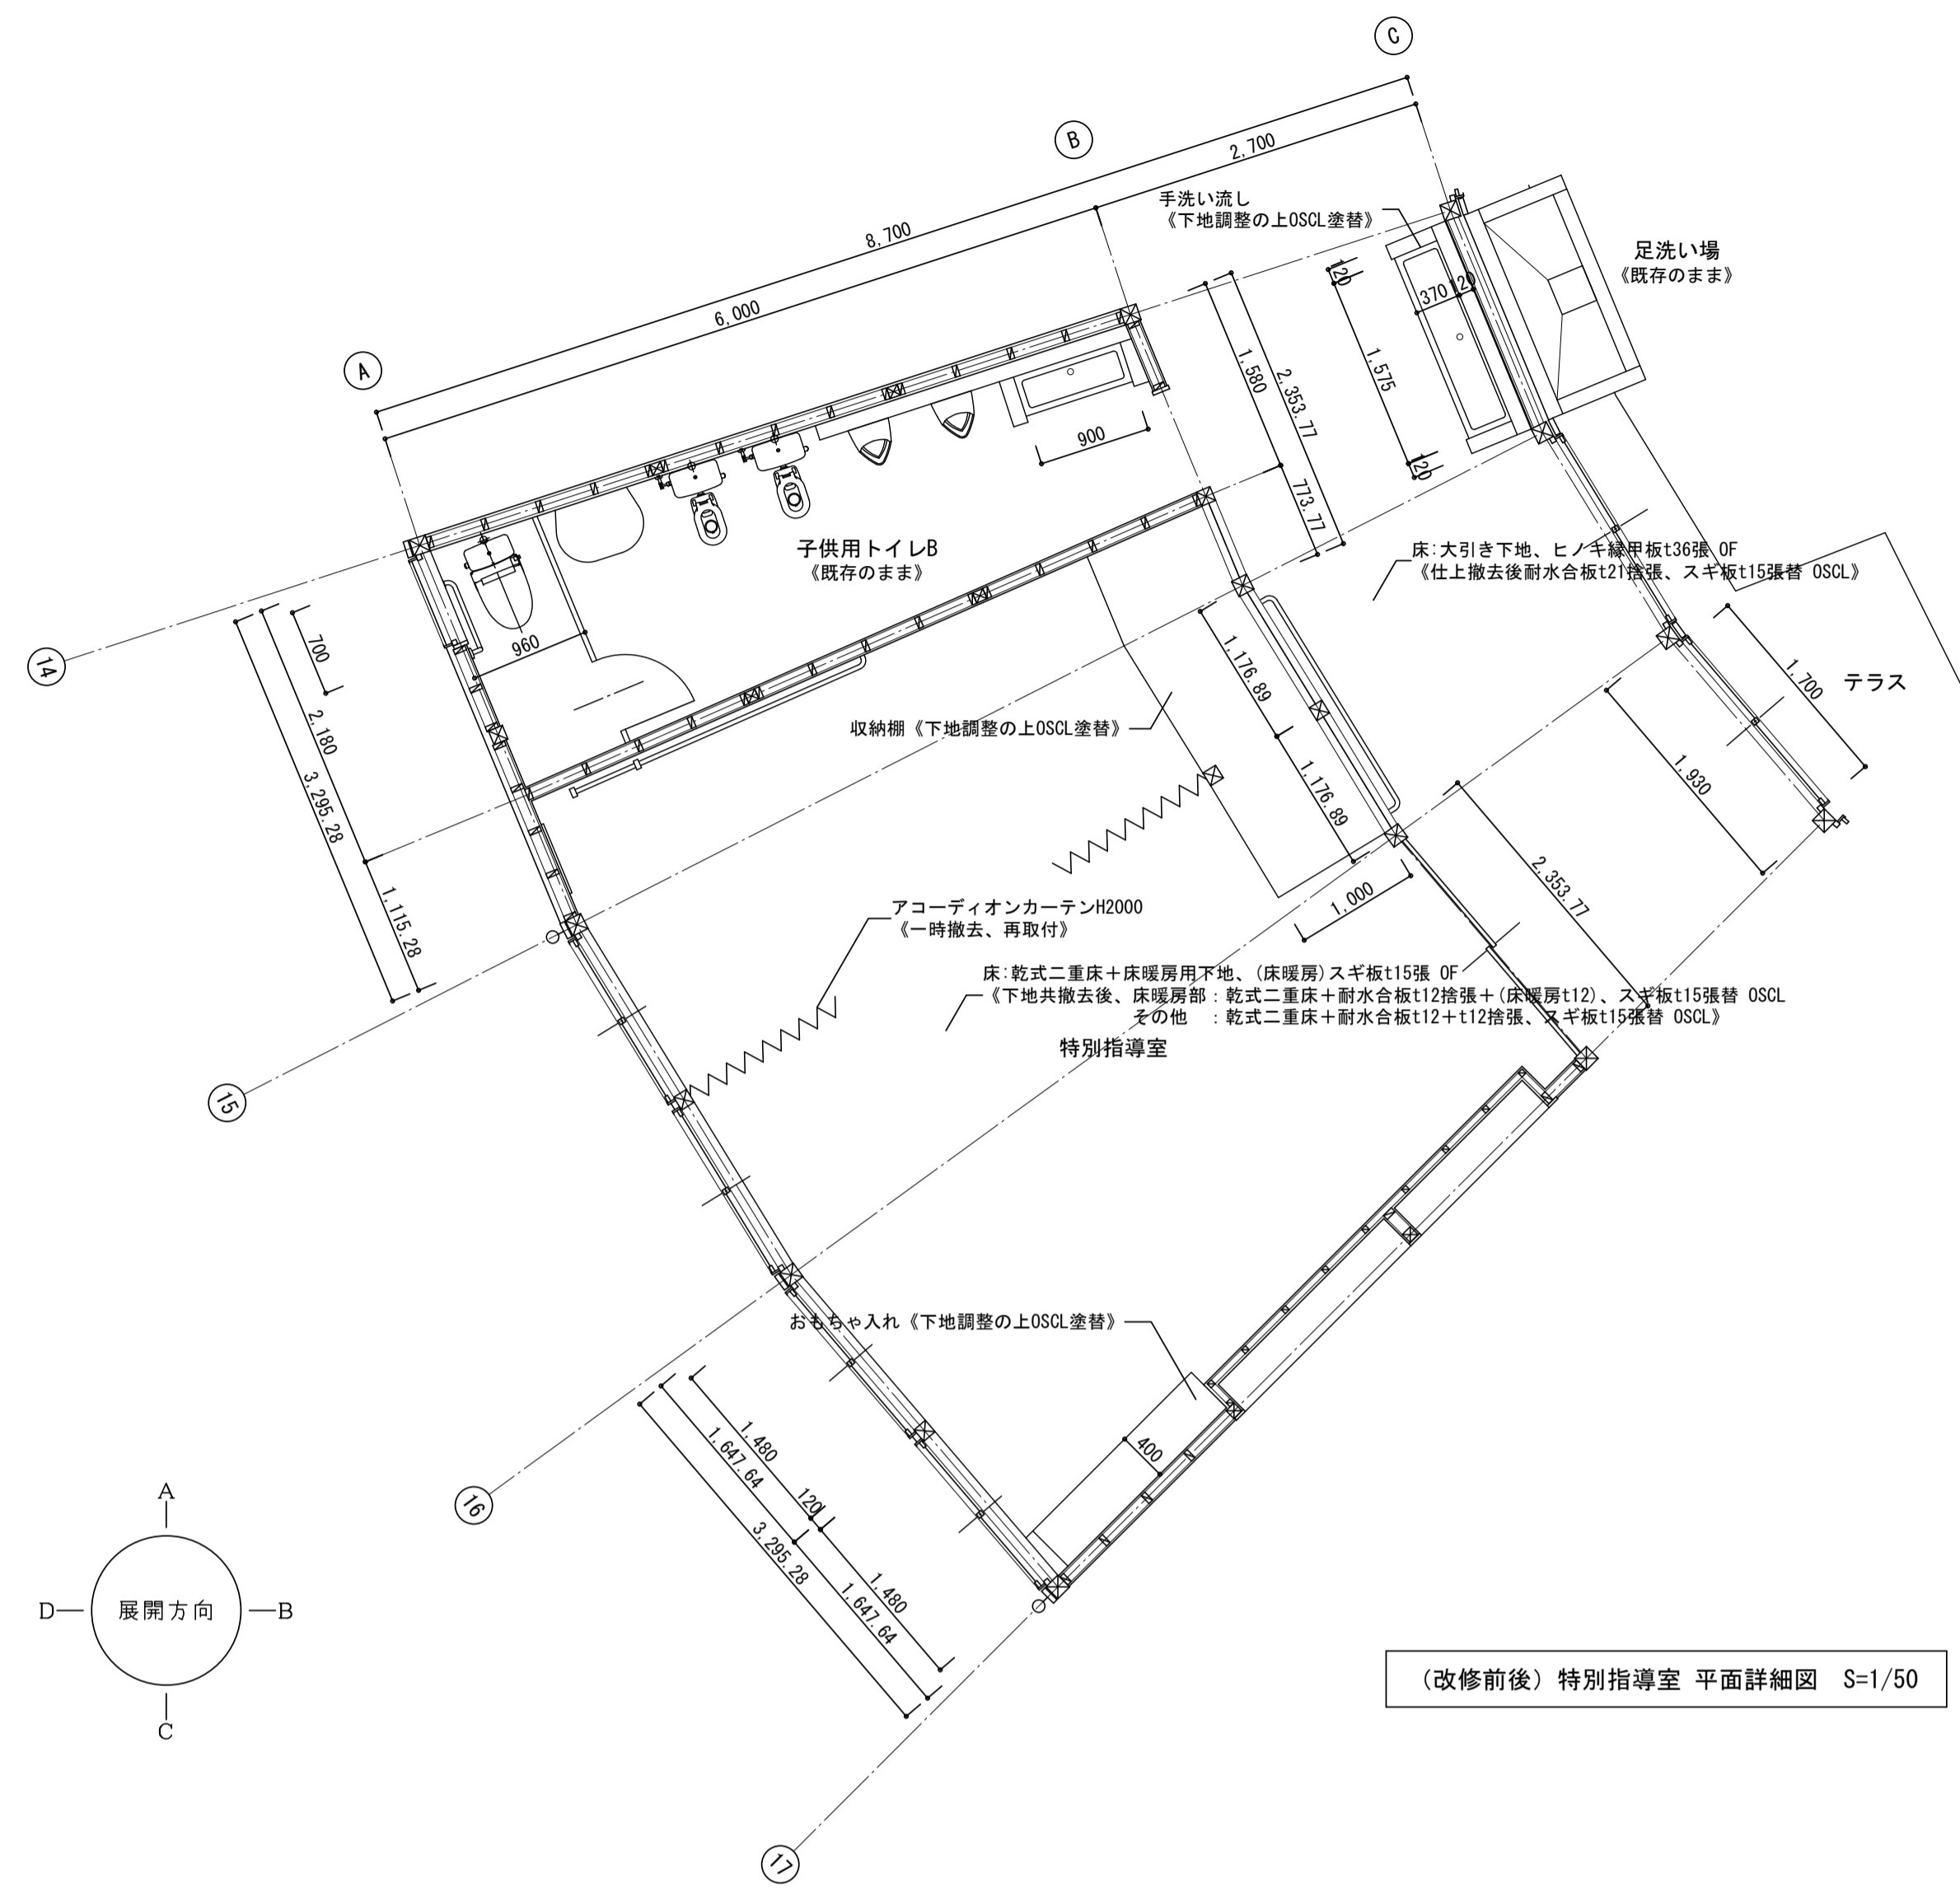 C
B
A
2,700
8,700
6,000
手洗い流し
《下地調整の上OSCL塗替》
足洗い場
《既存のまま》
120
370
120
1,575
120
1,580
2,353.77
773.77
900
子供用トイレB
《既存のまま》
960
床:大引き下地、ヒノキ縁甲板t36張 OF
《仕上撤去後耐水合板t21捨張、スギ板t15張替 OSCL》
14
700
2,180
3,295.28
1,115.28
1,176.89
1,176.89
1,700
テラス
1,930
収納棚《下地調整の上OSCL塗替》
2,353.77
1,000
アコーディオンカーテンH2000
《一時撤去、再取付》
床:乾式二重床＋床暖房用下地、(床暖房)スギ板t15張 OF
《下地共撤去後、床暖房部：乾式二重床＋耐水合板t12捨張＋(床暖房t12)、スギ板t15張替 OSCL
その他　：乾式二重床＋耐水合板t12＋t12捨張、スギ板t15張替 OSCL》
特別指導室
15
おもちゃ入れ《下地調整の上OSCL塗替》
400
16
1,480
1,647.64
120
3,295.28
1,480
1,647.64
A
D
展開方向
B
C
（改修前後）特別指導室 平面詳細図　S=1/50
17